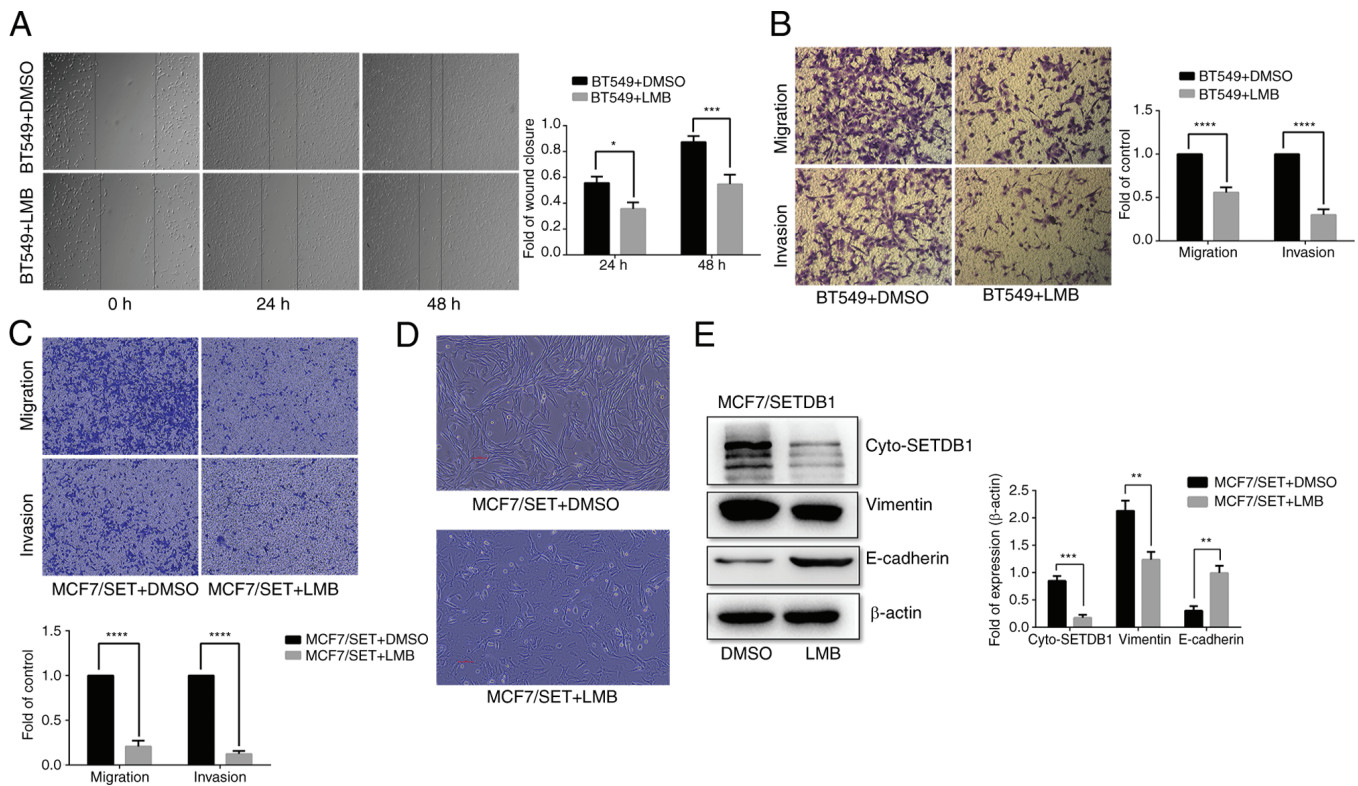 A
BT549+DMSO
BT549+LMB
0 h
24 h
48 h
BT549+DMSO
BT549+LMB
Fold of wound closure
1.0
0.8
0.6
0.4
0.2
0.0
*
***
24 h
48 h
B
Migration
Invasion
BT549+DMSO
BT549+LMB
BT549+DMSO
BT549+LMB
Fold of control
1.5
1.0
0.5
0.0
****
****
Migration
Invasion
C
Migration
Invasion
MCF7/SET+DMSO
MCF7/SET+LMB
Fold of control
1.5
1.0
0.5
0.0
****
****
Migration
Invasion
MCF7/SET+DMSO
MCF7/SET+LMB
D
MCF7/SET+DMSO
MCF7/SET+LMB
E
MCF7/SETDB1
Cyto-SETDB1
Vimentin
E-cadherin
β-actin
DMSO
LMB
MCF7/SET+DMSO
MCF7/SET+LMB
Fold of expression (β-actin)
2.5
2.0
1.5
1.0
0.5
0.0
***
**
**
Cyto-SETDB1
Vimentin
E-cadherin